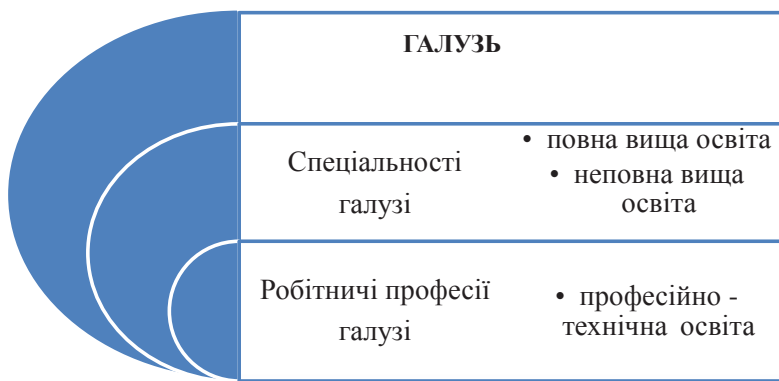 ГАЛУЗЬ
Спеціальності
галузі
• повна вища освіта
• неповна вища
освіта
Робітничі професії
галузі
• професійно -
технічна освіта